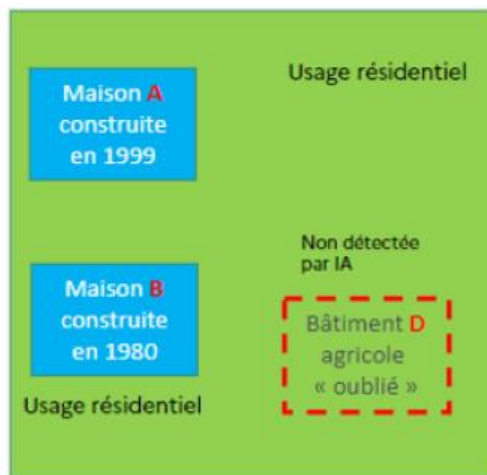 Maison A
construite
en 1999
Usage résidentiel
Maison B
construite
en 1980
Usage résidentiel
Non détectée
par IA
Bâtiment D
agricole
« oublié »